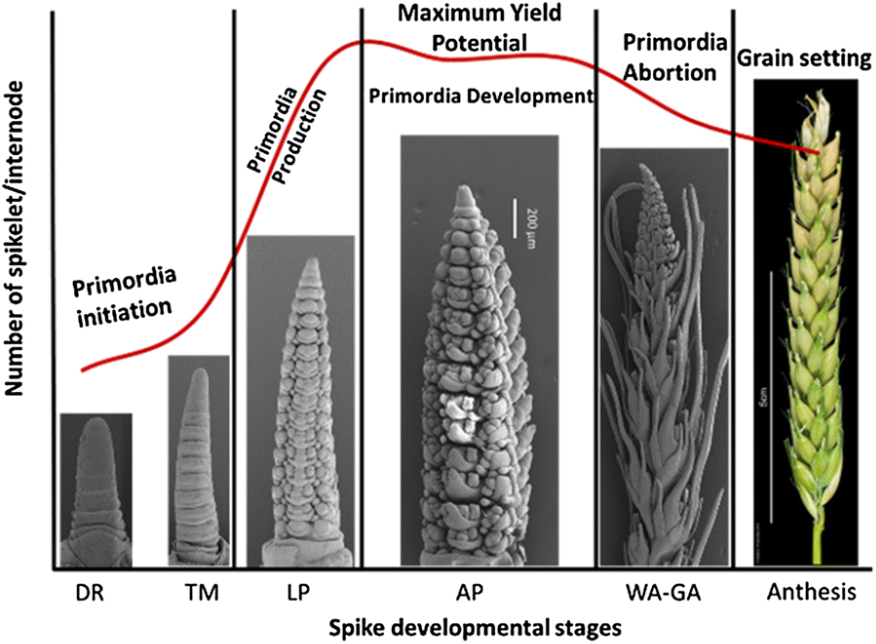 Maximum Yield
Potential
Primordia
Abortion
Grain setting
Primordia Development
Primordia
Production
Primordia
initiation
200 µm
5cm
Number of spikelet/internode
DR
TM
LP
AP
WA-GA
Anthesis
Spike developmental stages